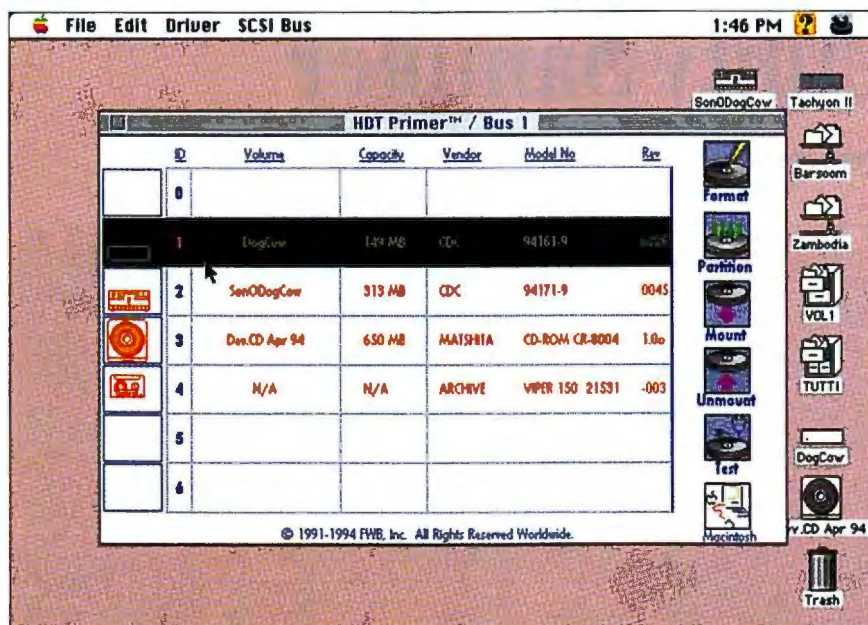 File Edit Driver SCSI Bus 1:46 PM
SonODogCow Tachyon II
HDT Primer™ / Bus 1
ID Volume Capacity Vendor Model No Rev
0
1 DogCow 149 MB CDC 94161-9
2 SonODogCow 313 MB CDC 94171-9 0045
3 Dev.CD Apr 94 650 MB MATSHITA CD-ROM CR-8004 1.0o
4 N/A N/A ARCHIVE VIPER 150 21531 -003
5
6
Format
Partition
Mount
Unmount
Test
Macintosh
Barsoom
Zambodia
VOL1
TUTTI
DogCow
v.CD Apr 94
Trash
© 1991-1994 FWB, Inc. All Rights Reserved Worldwide.